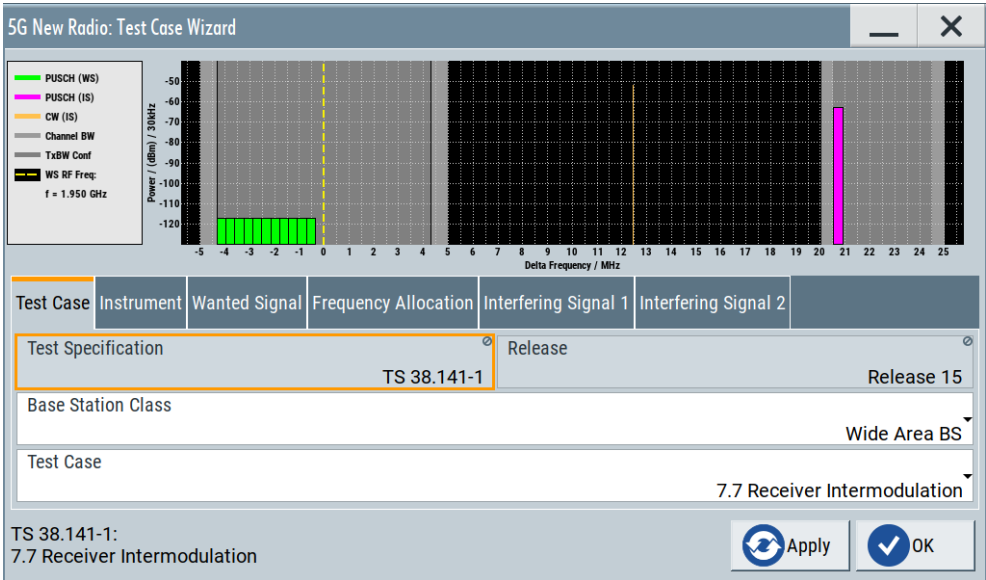 5G New Radio: Test Case Wizard
PUSCH (WS)
PUSCH (IS)
CW (IS)
Channel BW
TxBW Conf
WS RF Freq:
f = 1.950 GHz
Power / (dBm) / 30kHz
-50
-60
-70
-80
-90
-100
-110
-120
-5 -4 -3 -2 -1 0 1 2 3 4 5 6 7 8 9 10 11 12 13 14 15 16 17 18 19 20 21 22 23 24 25
Delta Frequency / MHz
Test Case Instrument Wanted Signal Frequency Allocation Interfering Signal 1 Interfering Signal 2
Test Specification
TS 38.141-1
Release
Release 15
Base Station Class
Wide Area BS
Test Case
7.7 Receiver Intermodulation
TS 38.141-1:
7.7 Receiver Intermodulation
Apply
OK